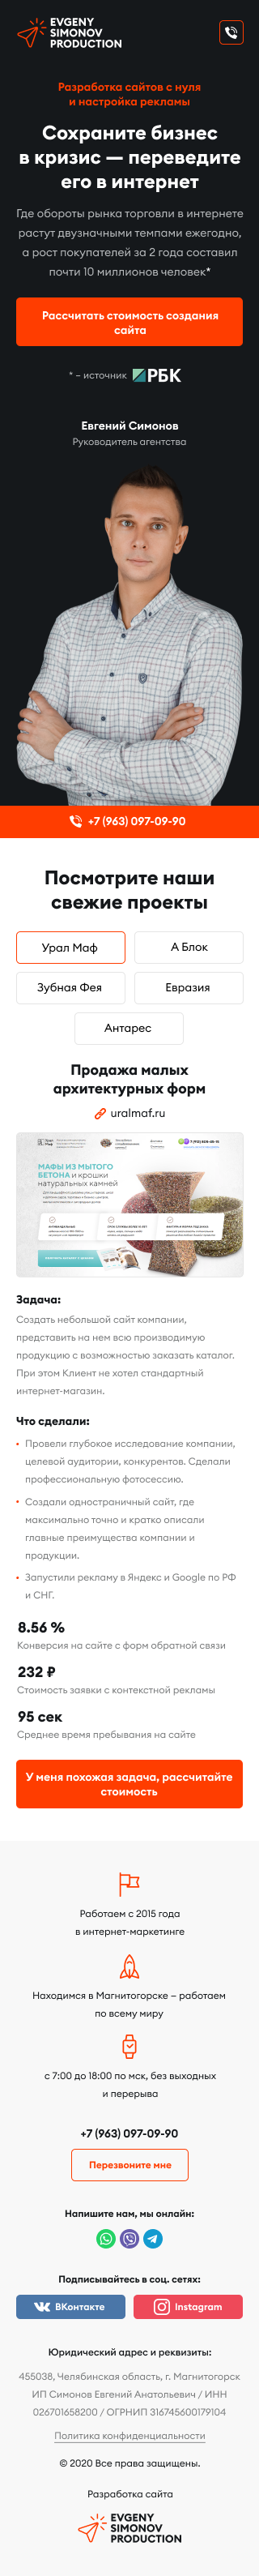 EVGENY
SIMONOV
PRODUCTION
Разработка сайтов с нуля
и настройка рекламы
Сохраните бизнес
в кризис — переведите
его в интернет
Где обороты рынка торговли в интернете
растут двузначными темпами ежегодно,
а рост покупателей за 2 года составил
почти 10 миллионов человек*
Рассчитать стоимость создания
сайта
* – источник РБК
Евгений Симонов
Руководитель агентства
+7 (963) 097-09-90
Посмотрите наши
свежие проекты
Урал Маф
А Блок
Зубная Фея
Евразия
Антарес
Продажа малых
архитектурных форм
uralmaf.ru
МАФЫ ИЗ МЫТОГО
БЕТОНА и крошки
натуральных камней
Задача:
Создать небольшой сайт компании,
представить на нем всю производимую
продукцию с возможностью заказать каталог.
При этом Клиент не хотел стандартный
интернет-магазин.
Что сделали:
• Провели глубокое исследование компании,
целевой аудитории, конкурентов. Сделали
профессиональную фотосессию.
• Создали одностраничный сайт, где
максимально точно и кратко описали
главные преимущества компании и
продукции.
• Запустили рекламу в Яндекс и Google по РФ
и СНГ.
8.56 %
Конверсия на сайте с форм обратной связи
232 ₽
Стоимость заявки с контекстной рекламы
95 сек
Среднее время пребывания на сайте
У меня похожая задача, рассчитайте
стоимость
Работаем с 2015 года
в интернет-маркетинге
Находимся в Магнитогорске – работаем
по всему миру
с 7:00 до 18:00 по мск, без выходных
и перерыва
+7 (963) 097-09-90
Перезвоните мне
Напишите нам, мы онлайн:
Подписывайтесь в соц. сетях:
ВКонтакте
Instagram
Юридический адрес и реквизиты:
455038, Челябинская область, г. Магнитогорск
ИП Симонов Евгений Анатольевич / ИНН
026701658200 / ОГРНИП 316745600179104
Политика конфиденциальности
© 2020 Все права защищены.
Разработка сайта
EVGENY
SIMONOV
PRODUCTION